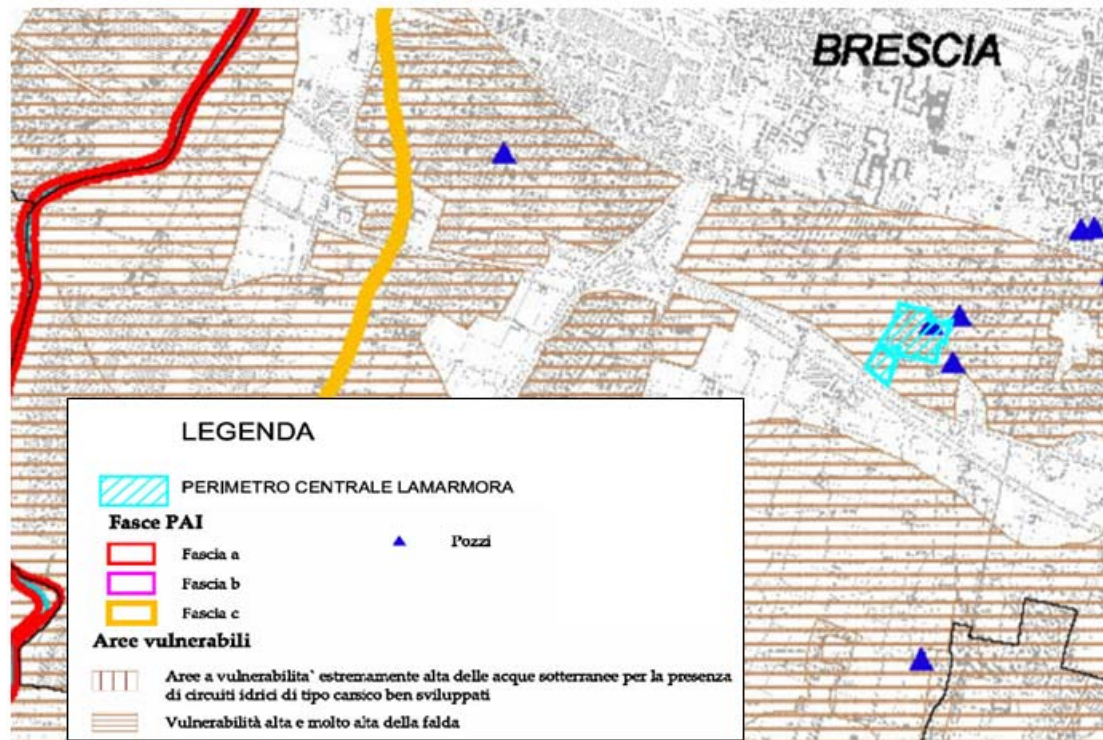 BRESCIA
LEGENDA
PERIMETRO CENTRALE LAMARMORA
Fasce PAI
Fascia a
Pozzi
Fascia b
Fascia c
Aree vulnerabili
Aree a vulnerabilita` estremamente alta delle acque sotterranee per la presenza
di circuiti idrici di tipo carsico ben sviluppati
Vulnerabilità alta e molto alta della falda